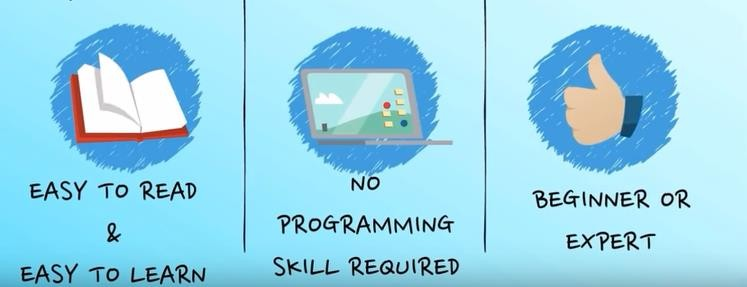 EASY TO READ
&
EASY TO LEARN
NO
PROGRAMMING
SKILL REQUIRED
BEGINNER OR
EXPERT